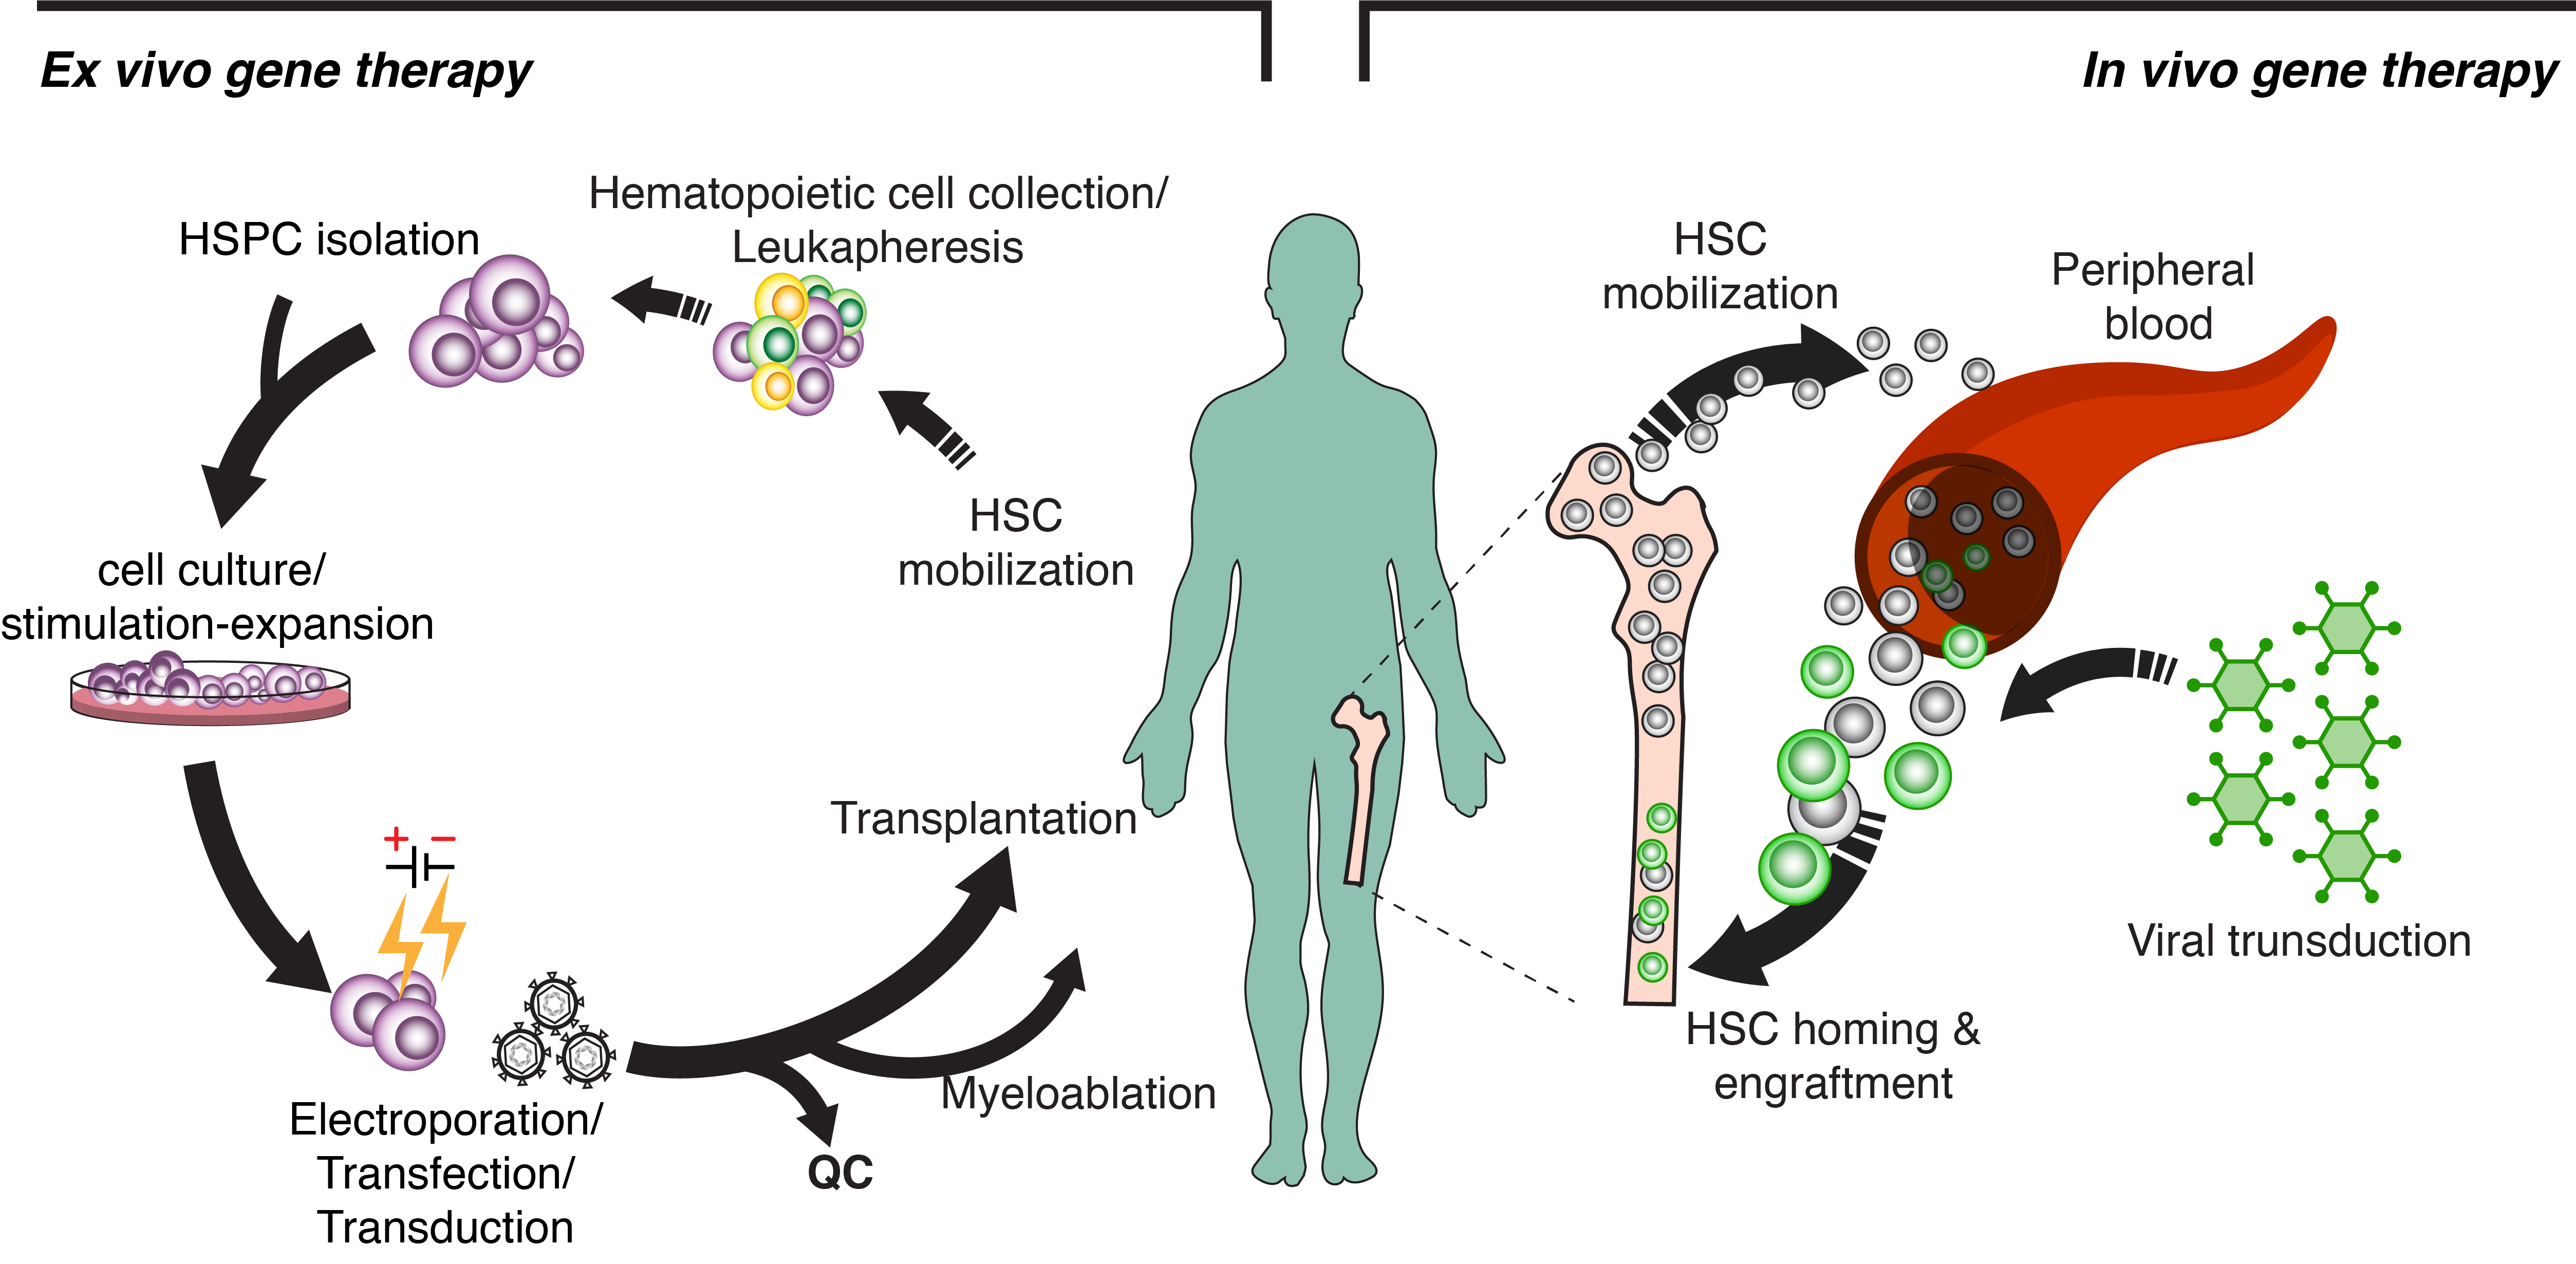 Ex vivo gene therapy
In vivo gene therapy
Hematopoietic cell collection/
Leukapheresis
HSPC isolation
HSC
mobilization
cell culture/
stimulation-expansion
+ −
Electroporation/
Transfection/
Transduction
QC
Myeloablation
Transplantation
HSC
mobilization
Peripheral
blood
Viral trunsduction
HSC homing &
engraftment